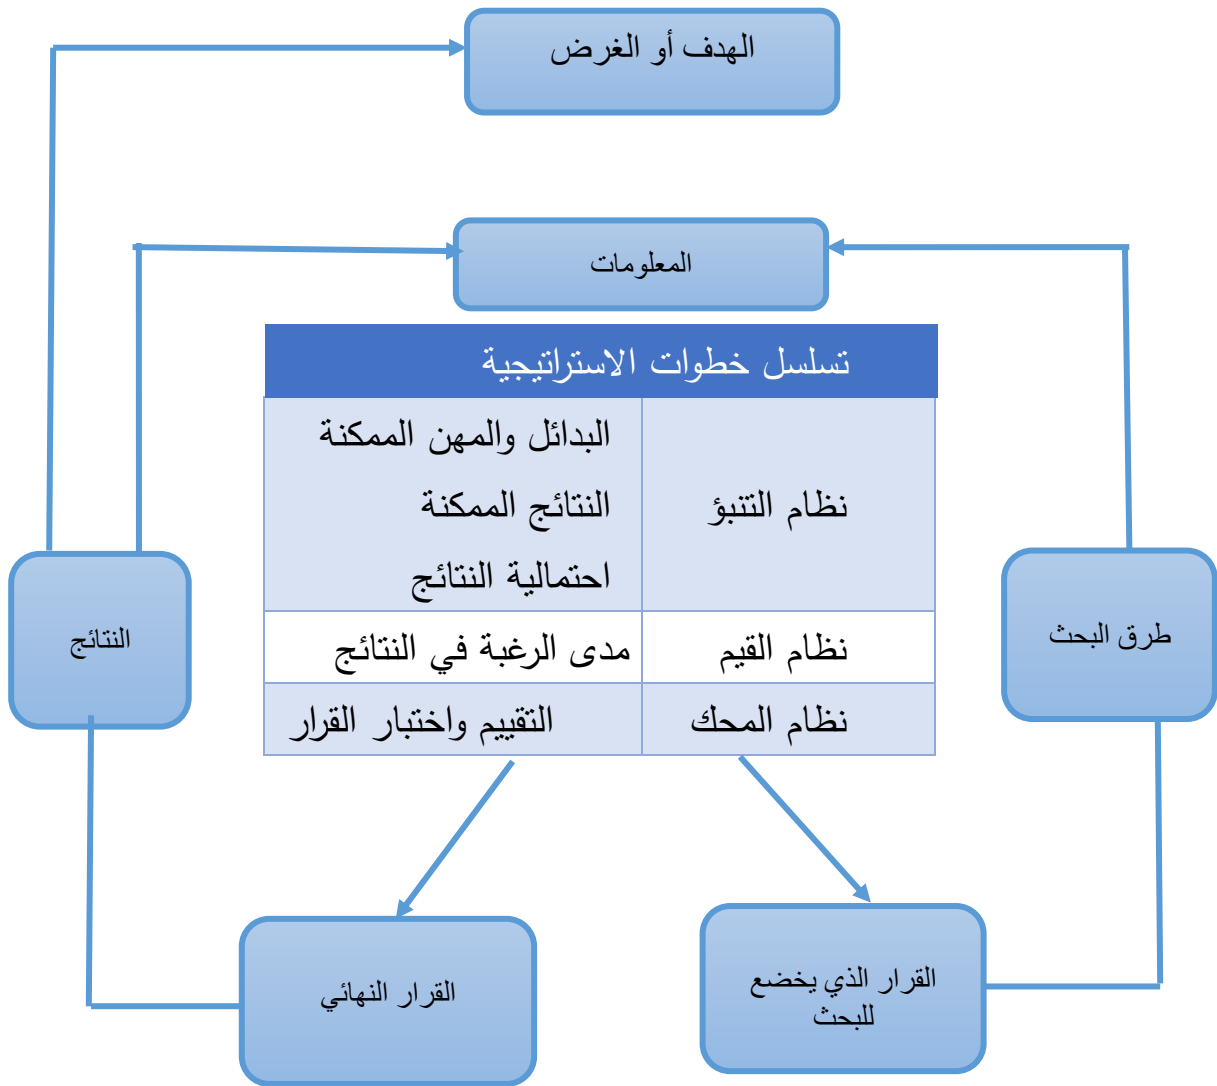 الهدف أو الغرض
المعلومات
تسلسل خطوات الاستراتيجية
نظام التنبؤ
البدائل والمهن الممكنة
النتائج الممكنة
احتمالية النتائج
نظام القيم
مدى الرغبة في النتائج
نظام المحك
التقييم واختبار القرار
طرق البحث
النتائج
القرار الذي يخضع
للبحث
القرار النهائي